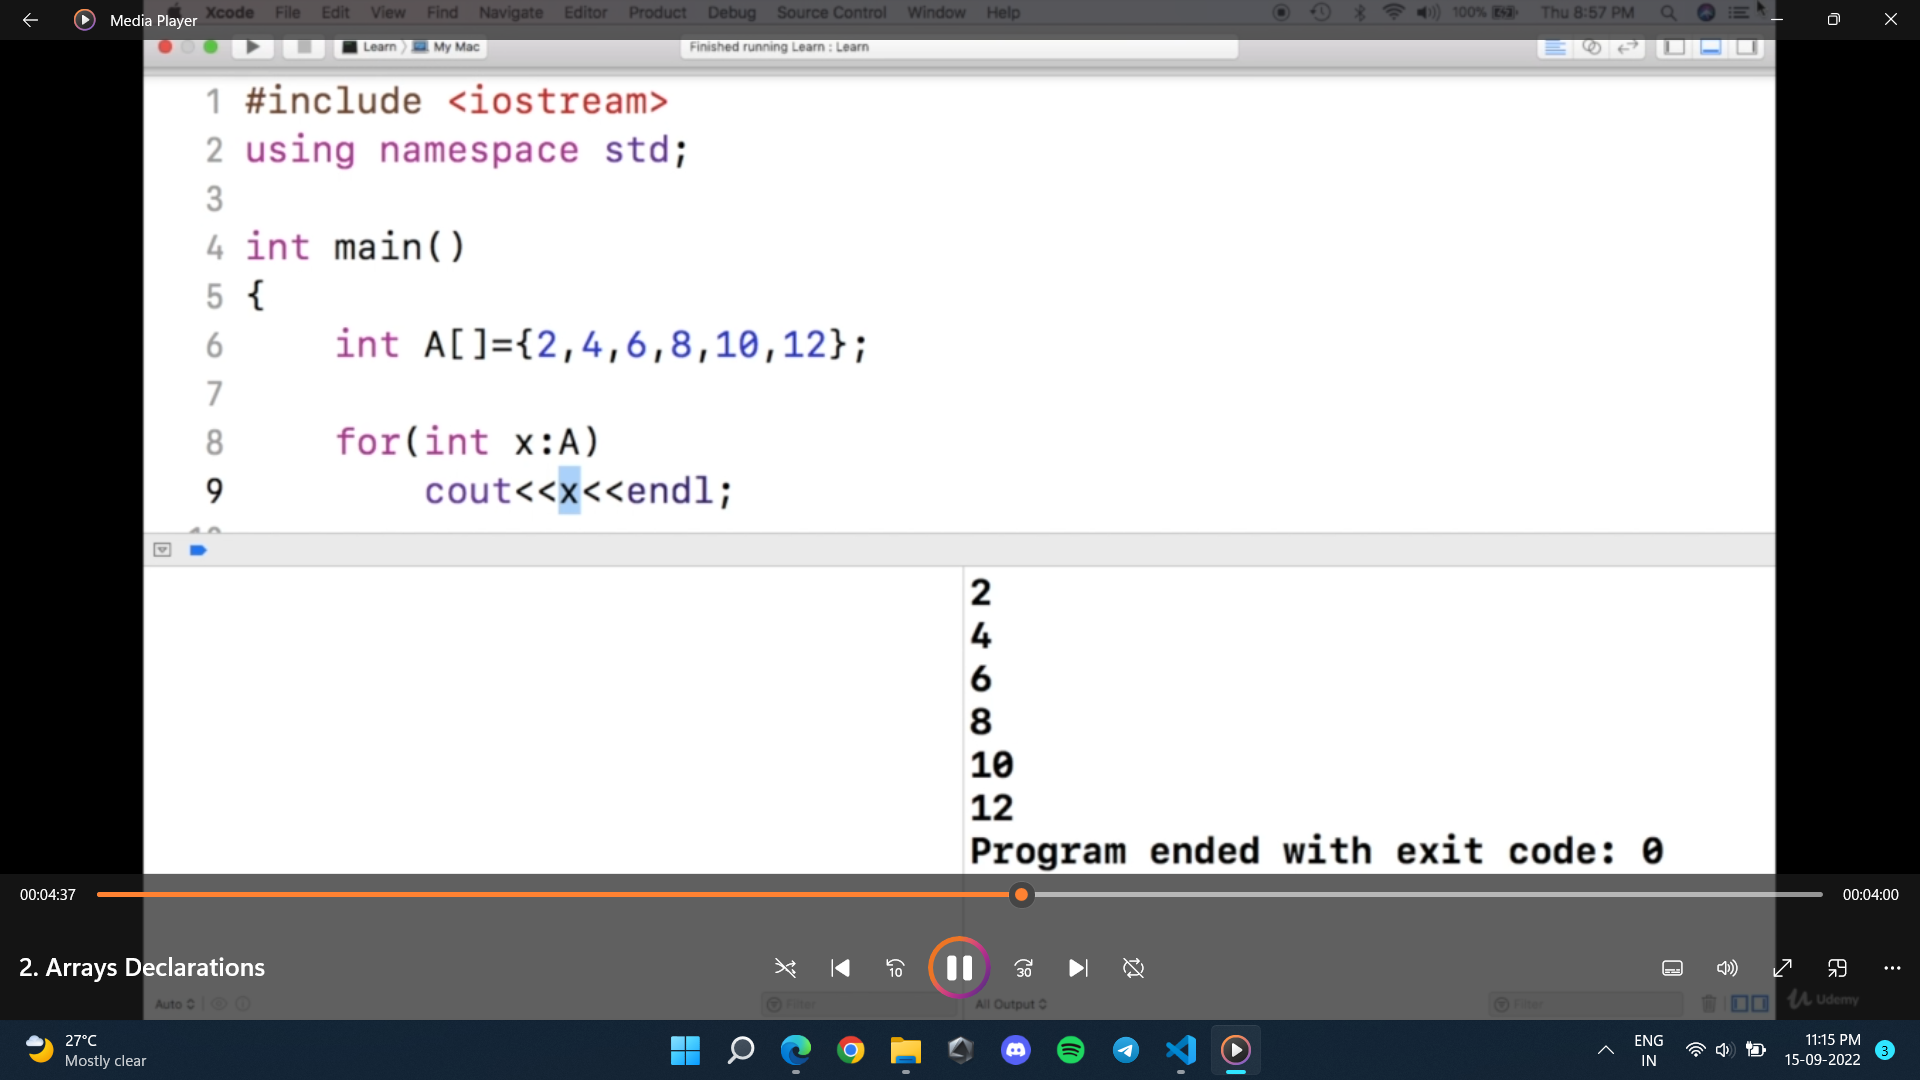 Media Player
Xcode File Edit View Find Navigate Editor Product Debug Source Control Window Help
100% Thu 8:57 PM
Learn My Mac
Finished running Learn : Learn
1 #include <iostream>
2 using namespace std;
3
4 int main()
5 {
6 int A[]={2,4,6,8,10,12};
7
8 for(int x:A)
9 cout<<x<<endl;
10
2
4
6
8
10
12
Program ended with exit code: 0
00:04:37
00:04:00
2. Arrays Declarations
10
30
Auto
Filter
All Output
Filter
Udemy
27°C
Mostly clear
ENG
IN
11:15 PM
15-09-2022
3